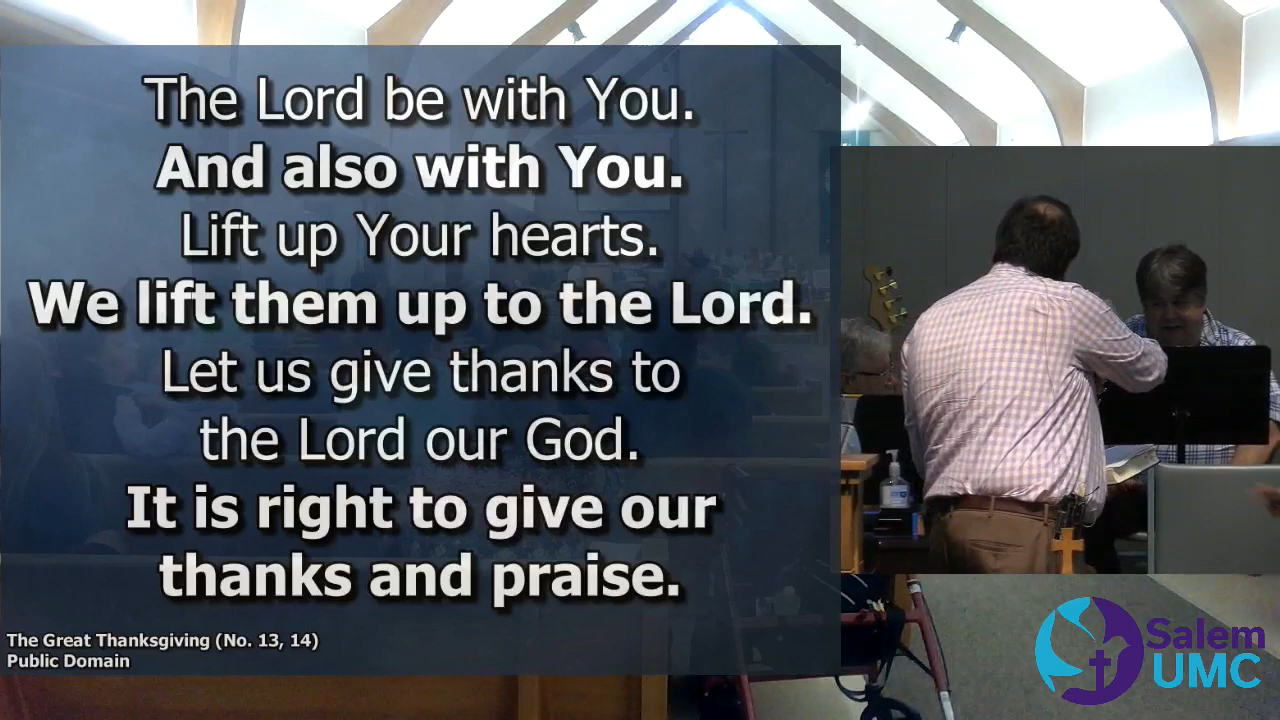 The Lord be with You.
And also with You.
Lift up Your hearts.
We lift them up to the Lord.
Let us give thanks to
the Lord our God.
It is right to give our
thanks and praise.
The Great Thanksgiving (No. 13, 14)
Public Domain
Salem
UMC